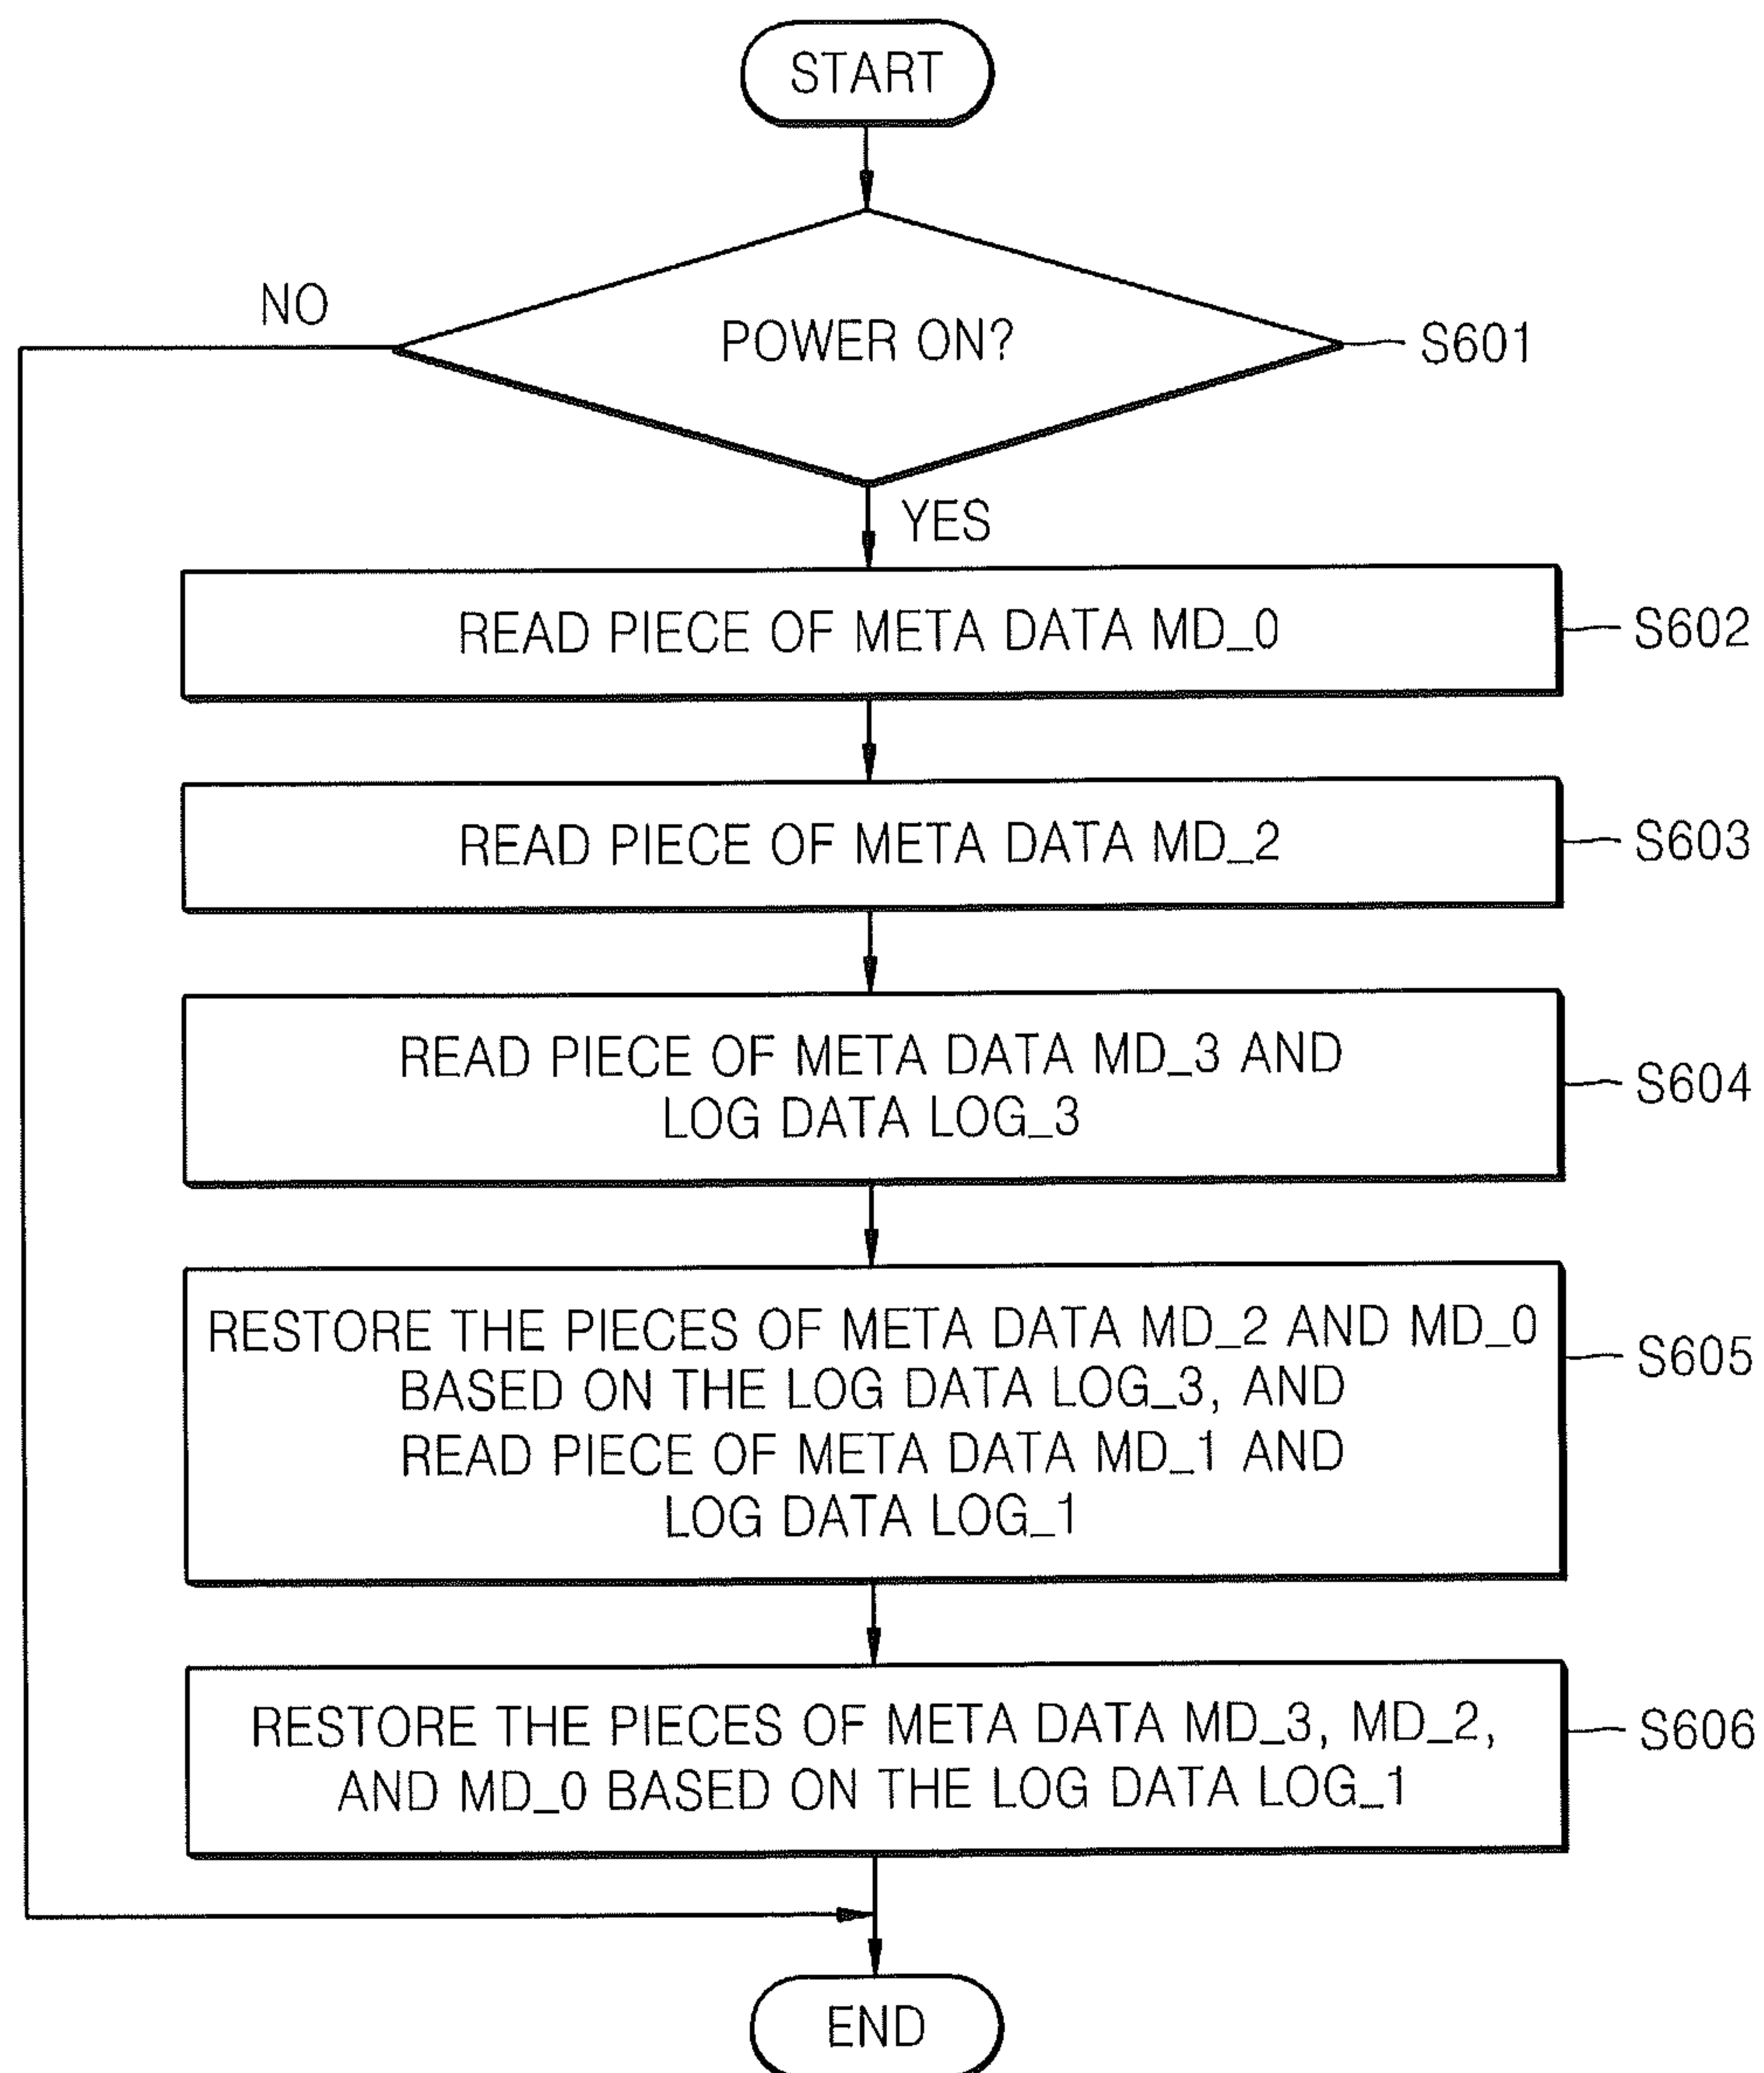 START
NO
POWER ON?
S601
YES
READ PIECE OF META DATA MD_0
S602
READ PIECE OF META DATA MD_2
S603
READ PIECE OF META DATA MD_3 AND
LOG DATA LOG_3
S604
RESTORE THE PIECES OF META DATA MD_2 AND MD_0
BASED ON THE LOG DATA LOG_3, AND
READ PIECE OF META DATA MD_1 AND
LOG DATA LOG_1
S605
RESTORE THE PIECES OF META DATA MD_3, MD_2,
AND MD_0 BASED ON THE LOG DATA LOG_1
S606
END